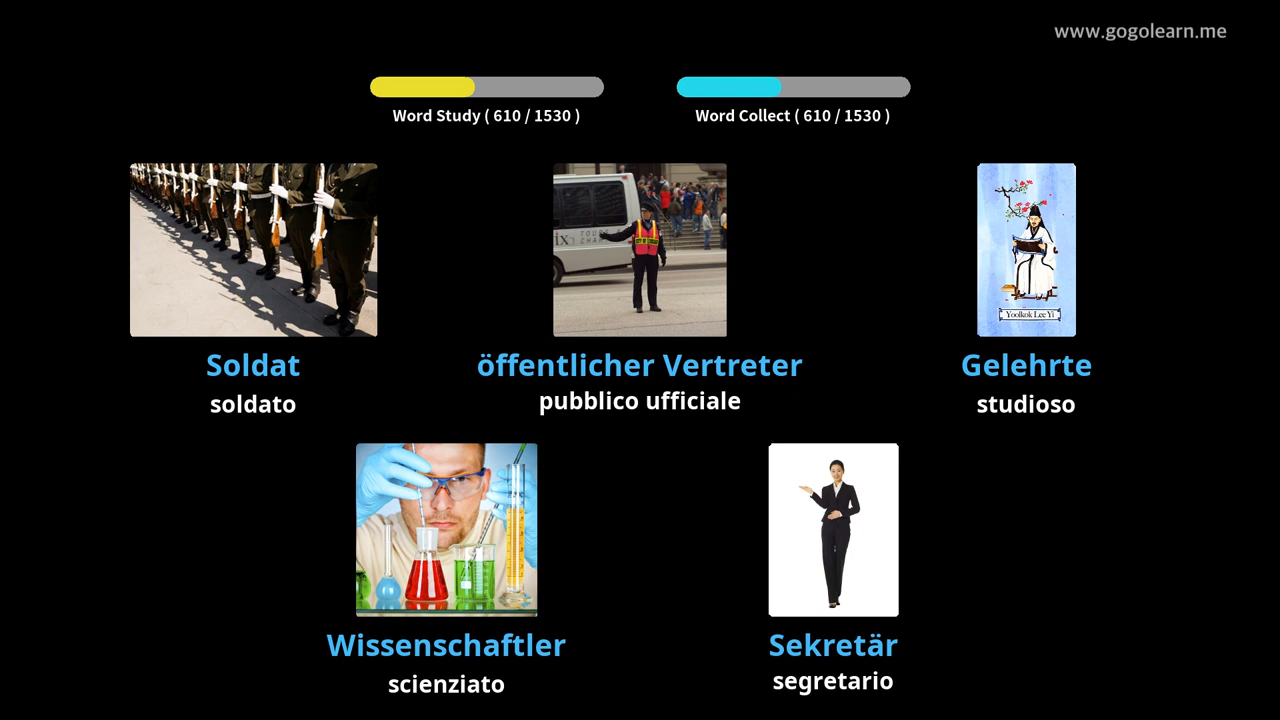 www.gogolearn.me
Word Study ( 610 / 1530 )
Word Collect ( 610 / 1530 )
Yoolkok Lee Yi
Soldat
öffentlicher Vertreter
Gelehrte
soldato
pubblico ufficiale
studioso
Wissenschaftler
Sekretär
scienziato
segretario